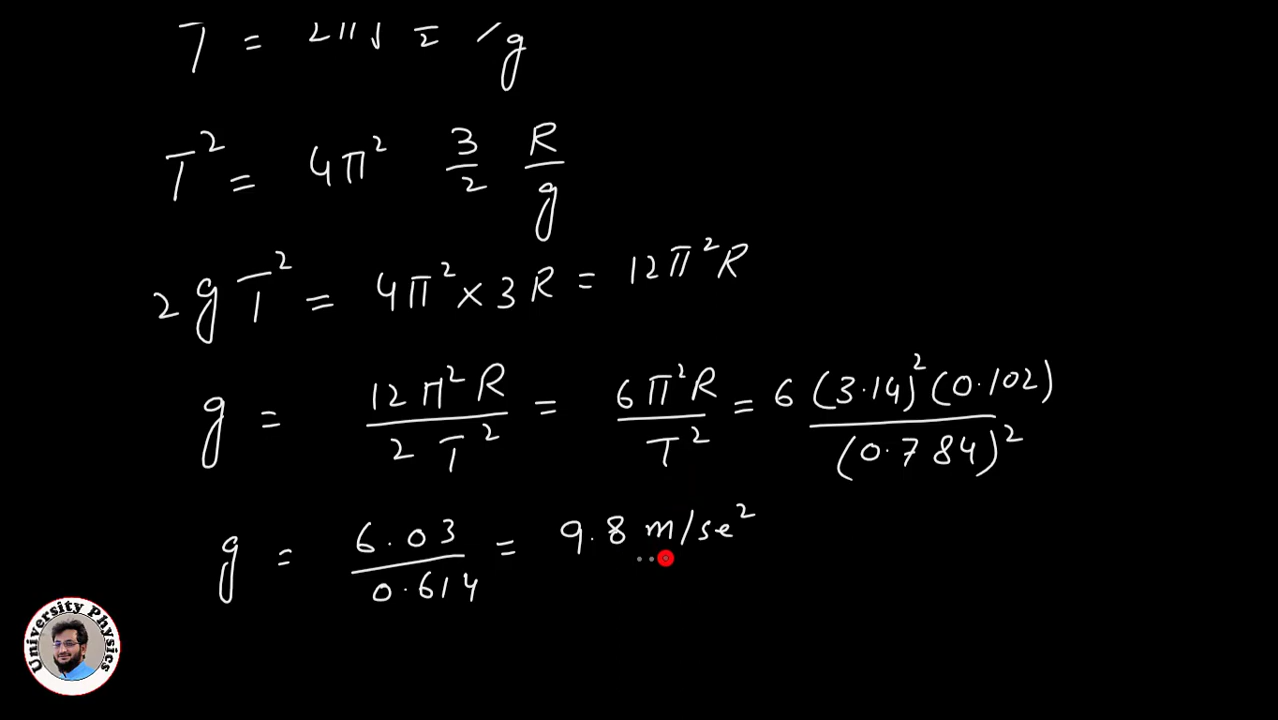 T = 2π√ 3/2 R/g
T² = 4π² 3/2 R/g
2gT² = 4π² × 3R = 12π²R
g = 12π²R / 2T² = 6π²R / T² = 6(3.14)²(0.102) / (0.784)²
g = 6.03 / 0.614 = 9.8 m/se²
University Physics